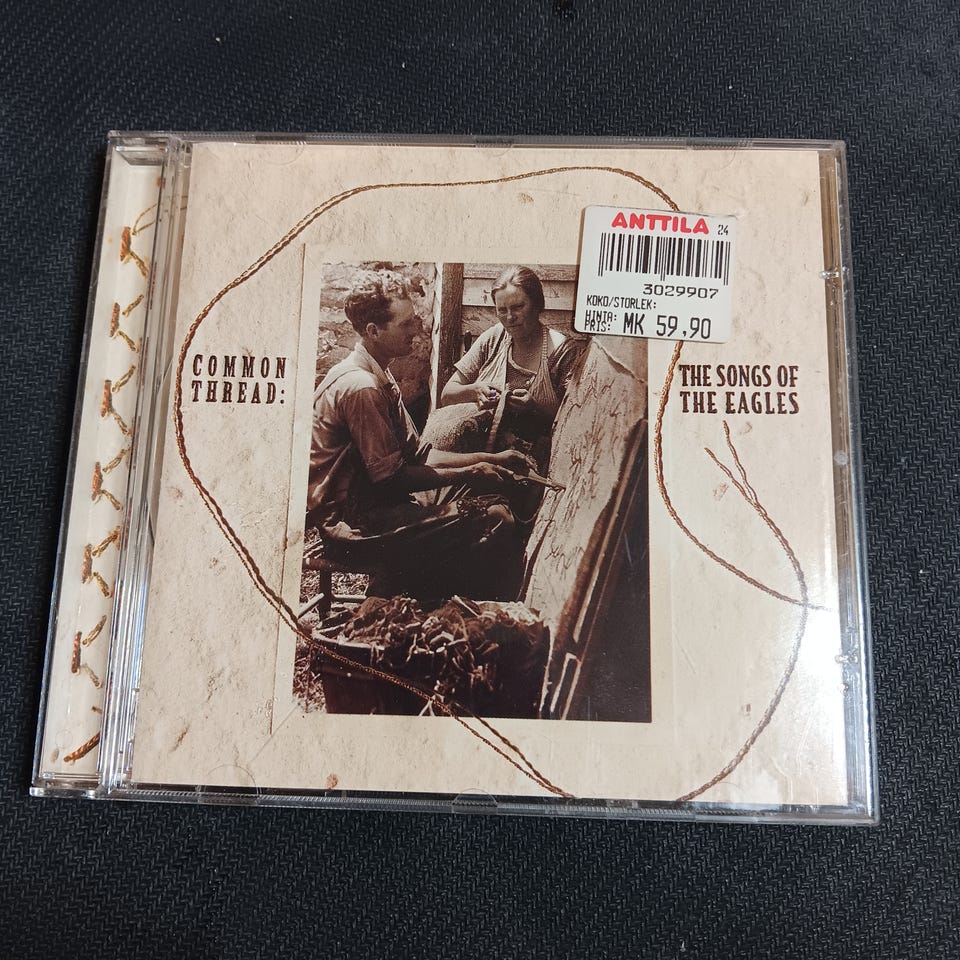 ANTTILA 24
3029907
KOKO/STORLEK:
HINTA:
PRIS: MK 59,90
COMMON
THREAD:
THE SONGS OF
THE EAGLES